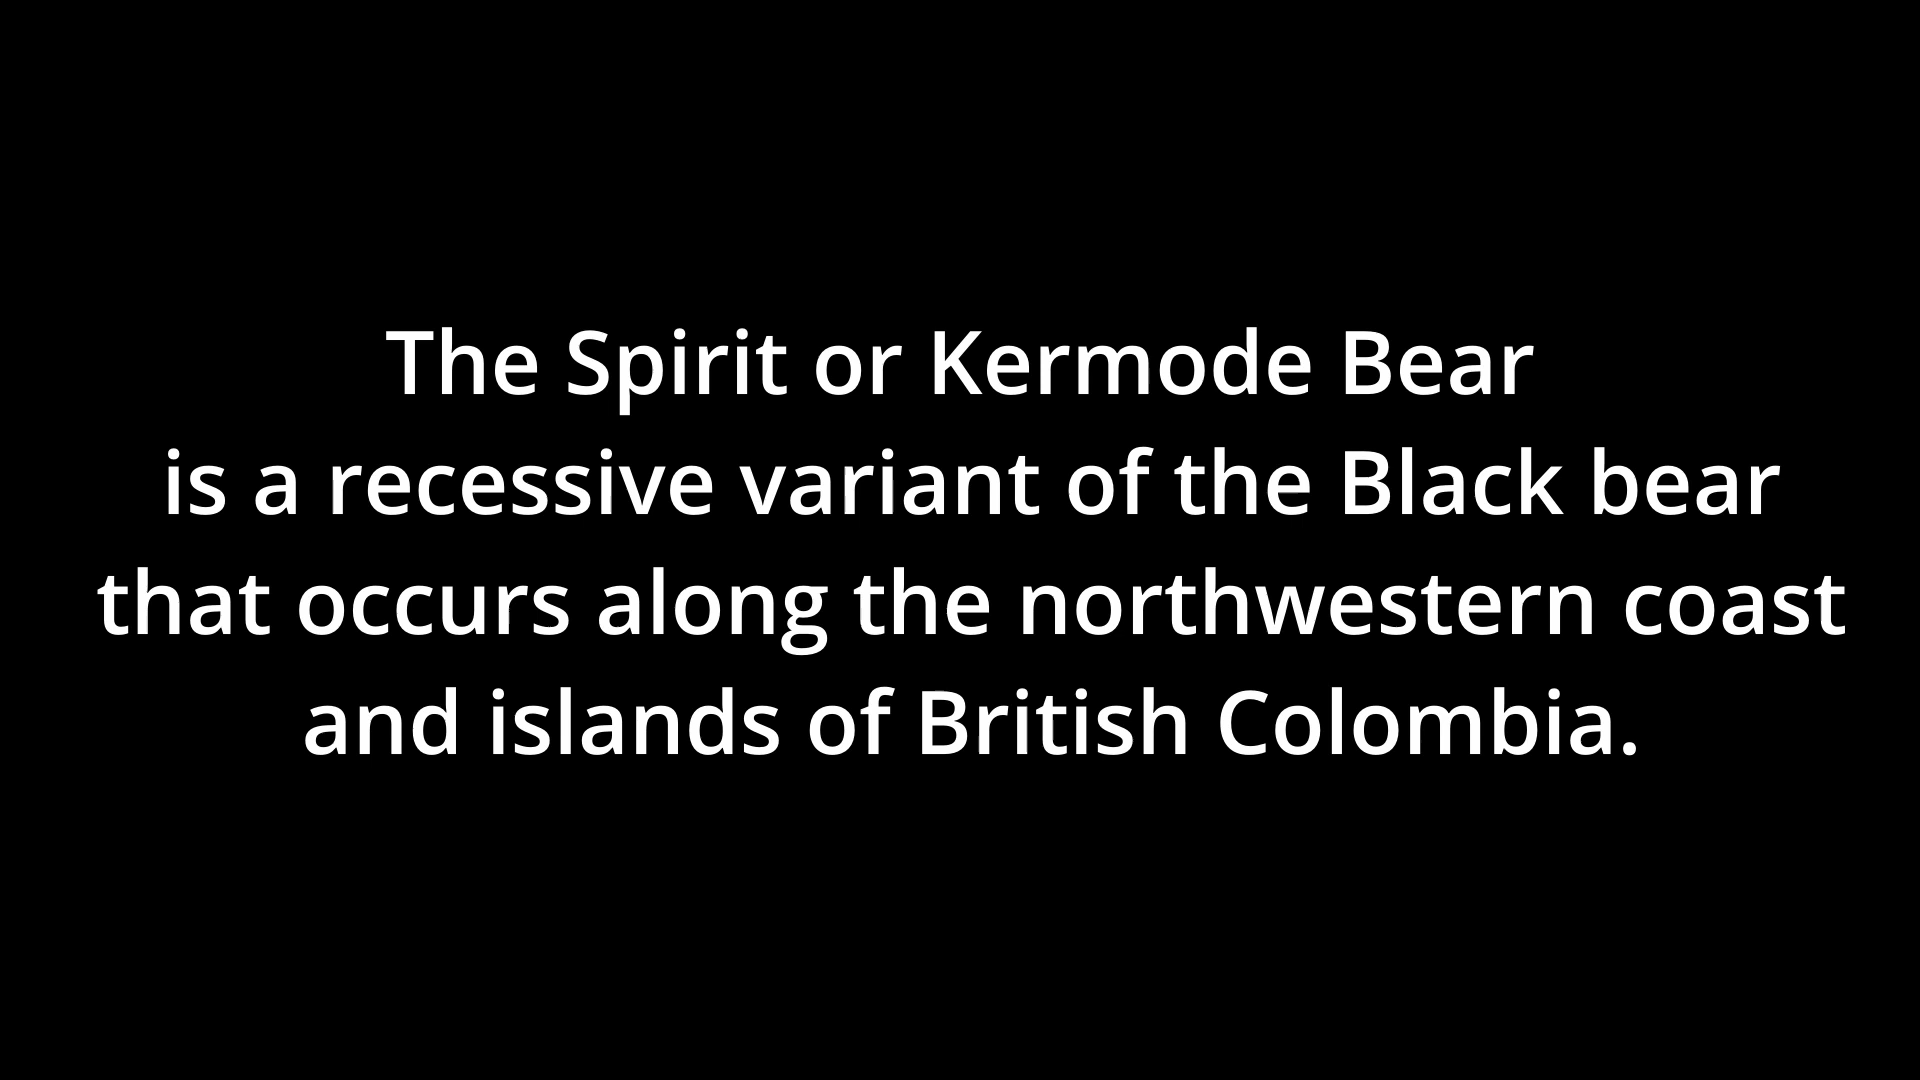 The Spirit or Kermode Bear
is a recessive variant of the Black bear
that occurs along the northwestern coast
and islands of British Colombia.